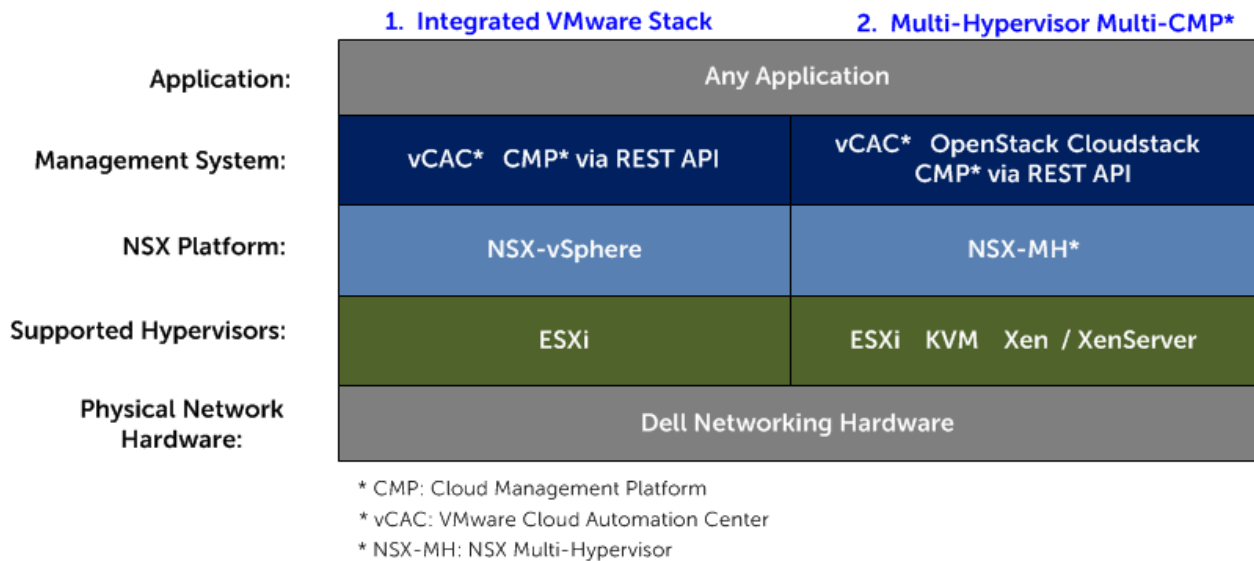 1. Integrated VMware Stack
2. Multi-Hypervisor Multi-CMP*
Application:
Any Application
Management System:
vCAC* CMP* via REST API
vCAC* OpenStack Cloudstack
CMP* via REST API
NSX Platform:
NSX-vSphere
NSX-MH*
Supported Hypervisors:
ESXi
ESXi KVM Xen / XenServer
Physical Network
Hardware:
Dell Networking Hardware
* CMP: Cloud Management Platform
* vCAC: VMware Cloud Automation Center
* NSX-MH: NSX Multi-Hypervisor